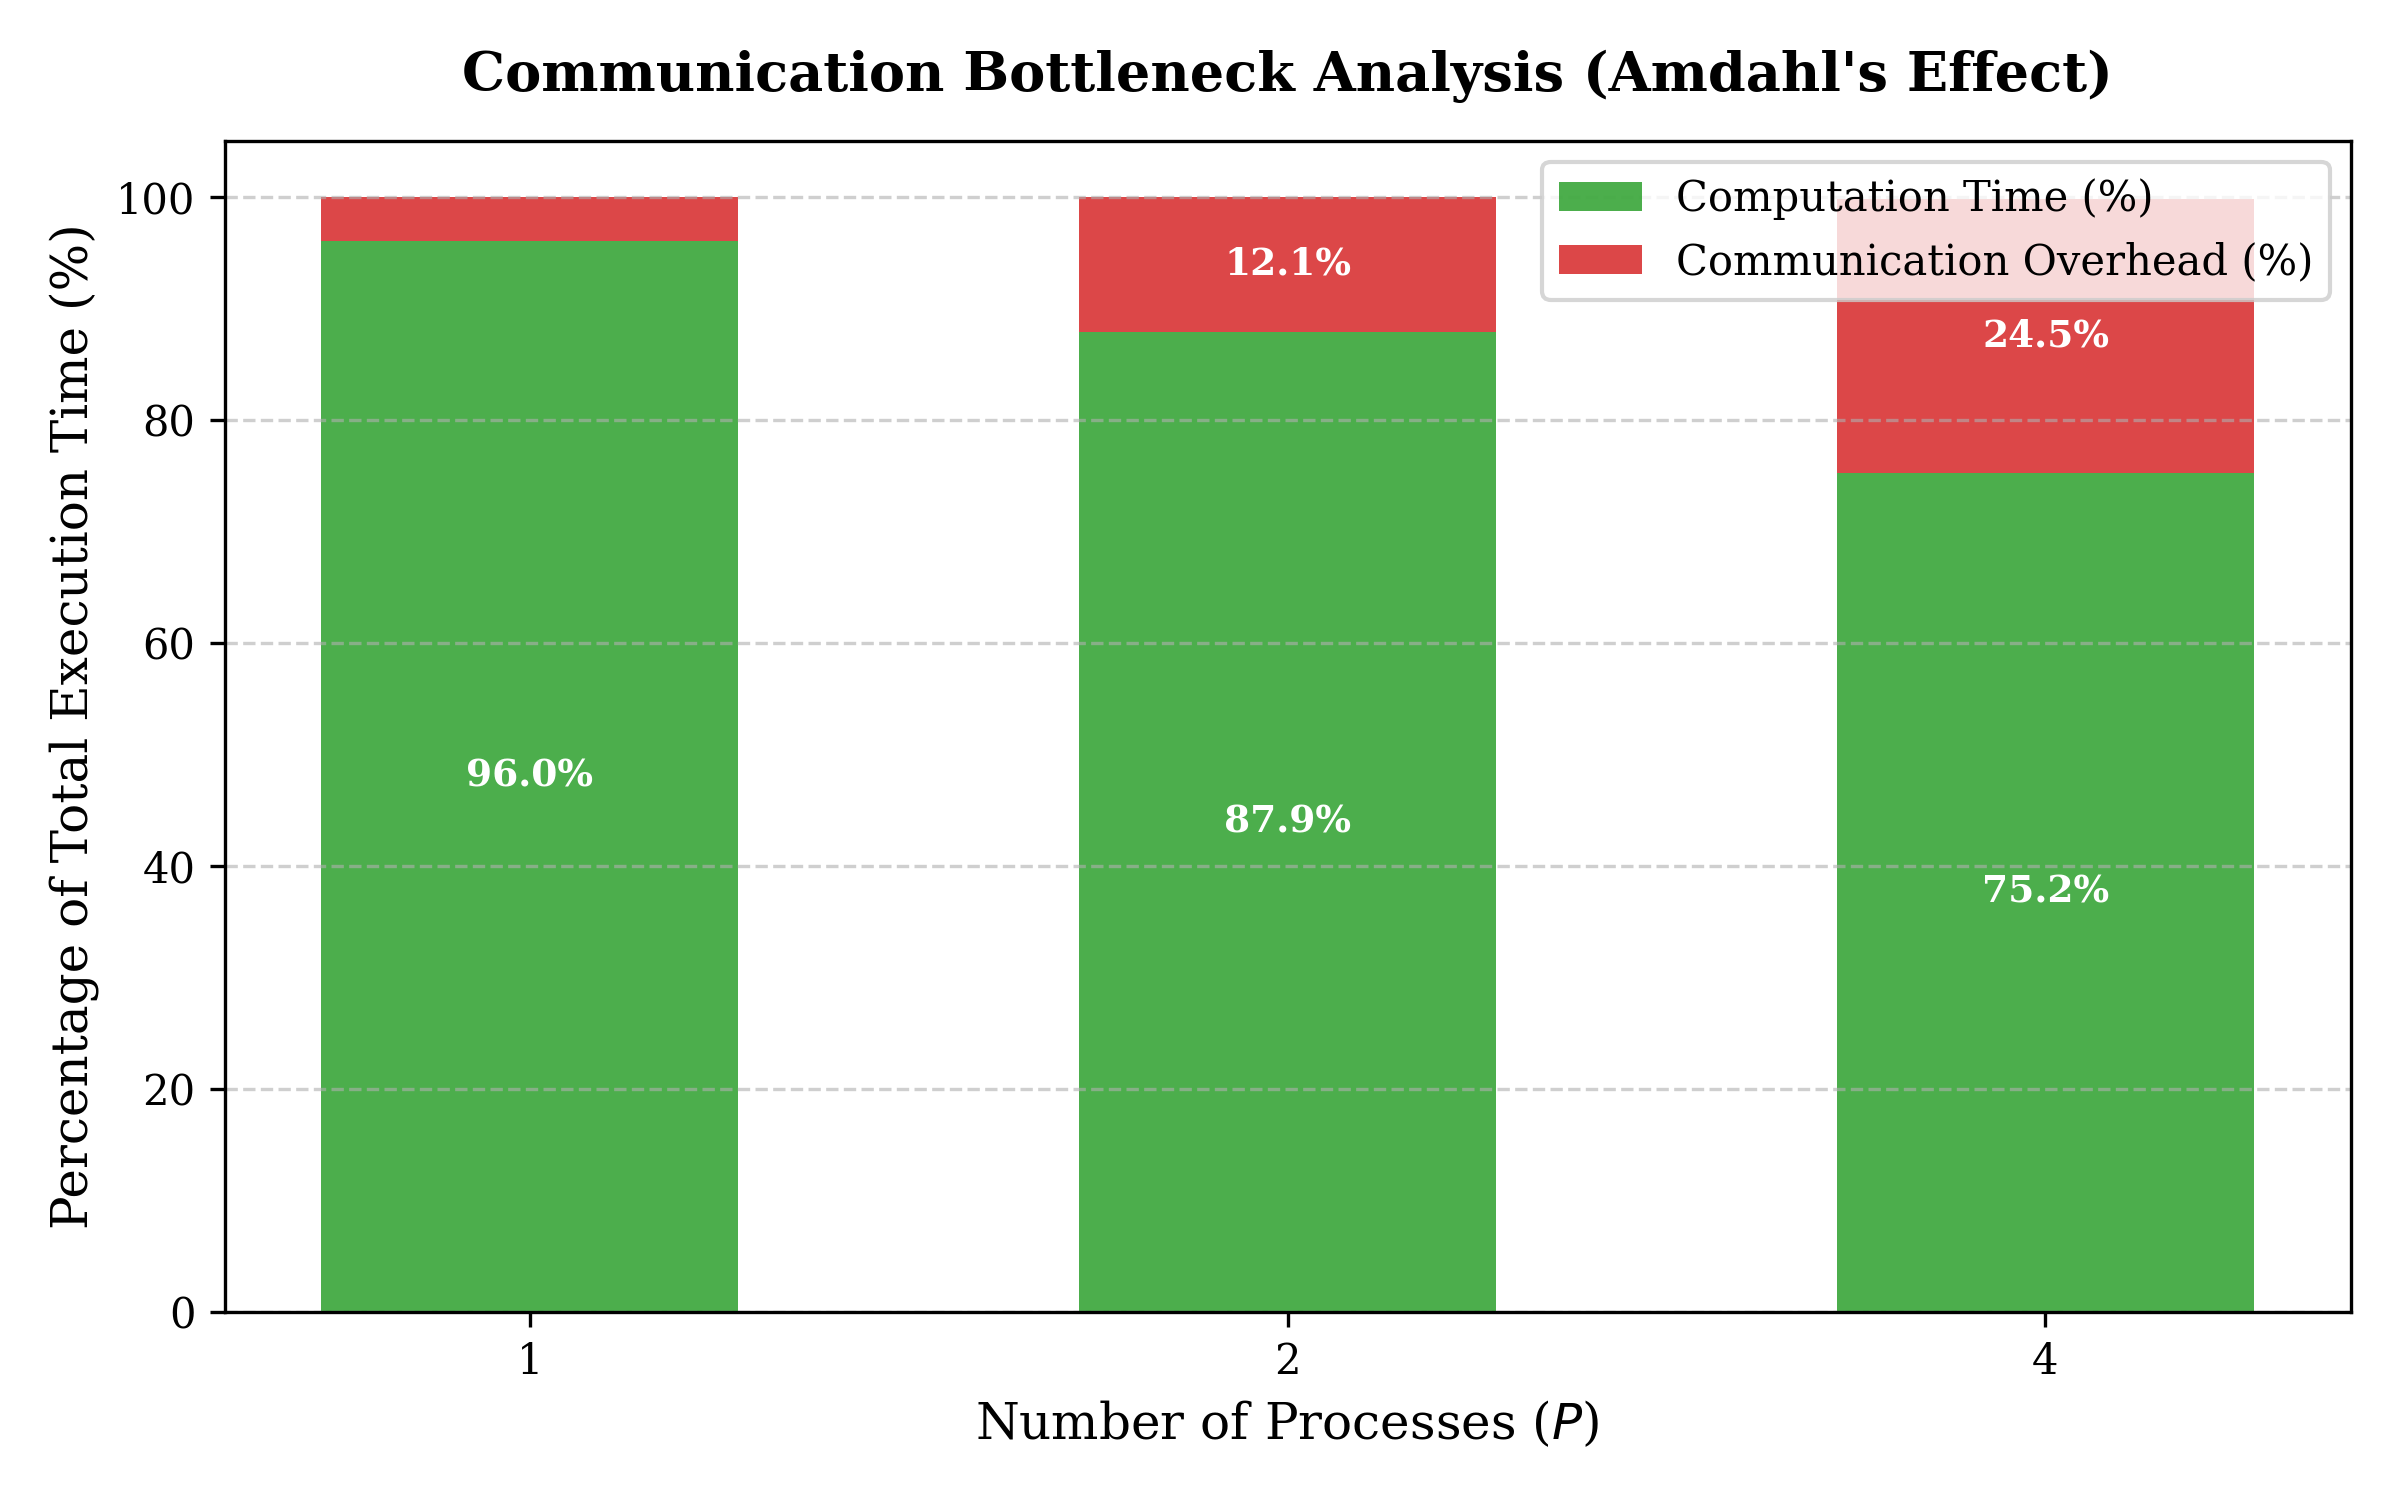 Communication Bottleneck Analysis (Amdahl's Effect)
Percentage of Total Execution Time (%)
100
80
60
40
20
0
Computation Time (%)
Communication Overhead (%)
96.0%
12.1%
87.9%
24.5%
75.2%
1
2
4
Number of Processes (P)